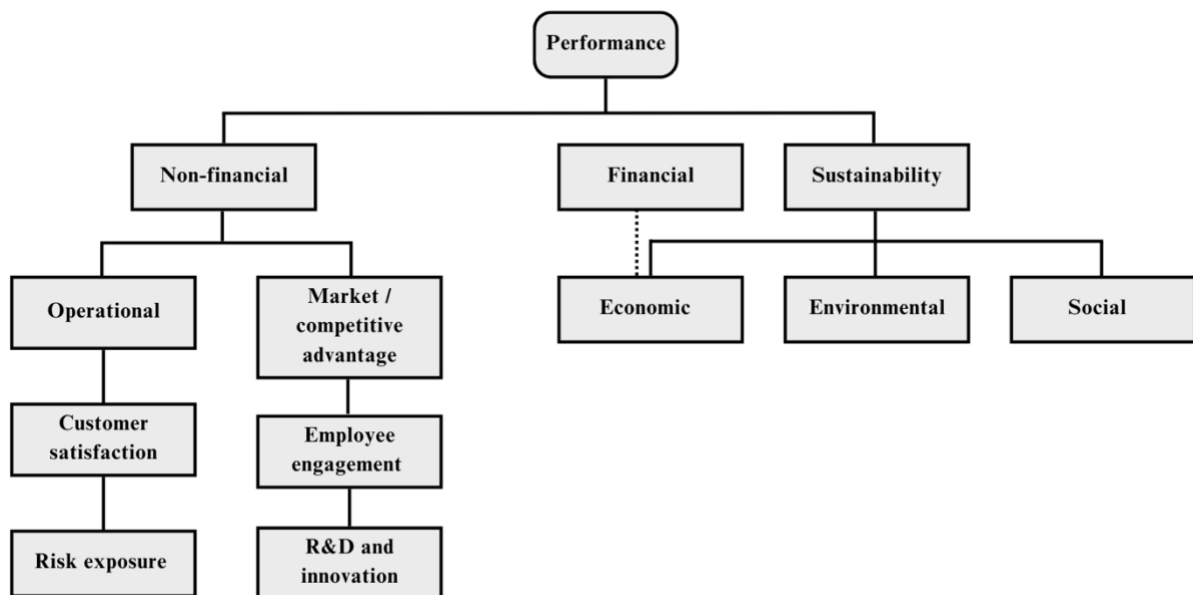 Performance
Non-financial
Financial
Sustainability
Operational
Market /
competitive
advantage
Economic
Environmental
Social
Customer
satisfaction
Employee
engagement
Risk exposure
R&D and
innovation